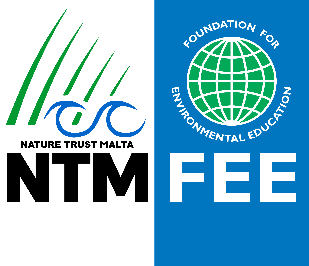 NATURE TRUST MALTA
NTM
FOUNDATION FOR
ENVIRONMENTAL EDUCATION
FEE